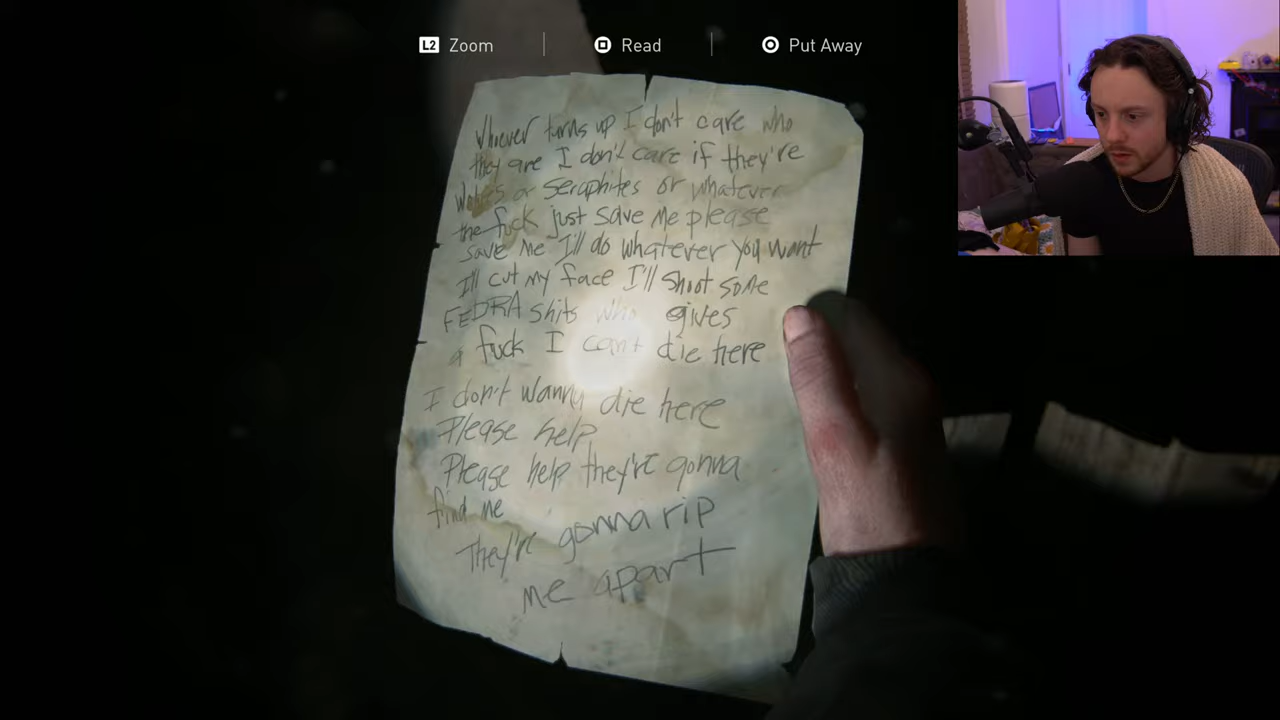 L2 Zoom
Read
Put Away
Whoever turns up I don't care who
they are I don't care if they're
Wolves or Seraphites or whatever
the fuck just save me please
save me I'll do whatever you want
I'll cut my face I'll shoot some
FEDRA shits who gives
a fuck I can't die here
I don't wanna die here
Please help
Please help they're gonna
find me
They're gonna rip
me apart